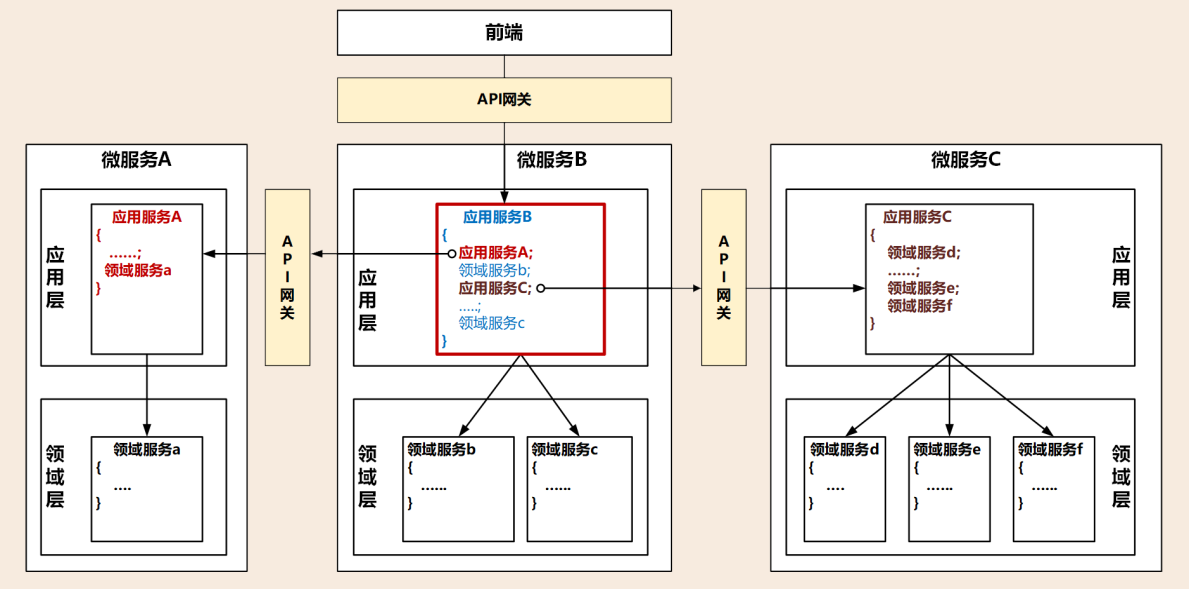 前端
API网关
微服务A
应用层
应用服务A
{
……;
领域服务a
}
领域层
领域服务a
{
….
}
API网关
微服务B
应用层
应用服务B
{
应用服务A;
领域服务b;
应用服务C;
…..;
领域服务c
}
领域层
领域服务b
{
……
}
领域服务c
{
……
}
API网关
微服务C
应用服务C
{
领域服务d;
……;
领域服务e;
领域服务f
}
应用层
领域服务d
{
….
}
领域服务e
{
……
}
领域服务f
{
……
}
领域层